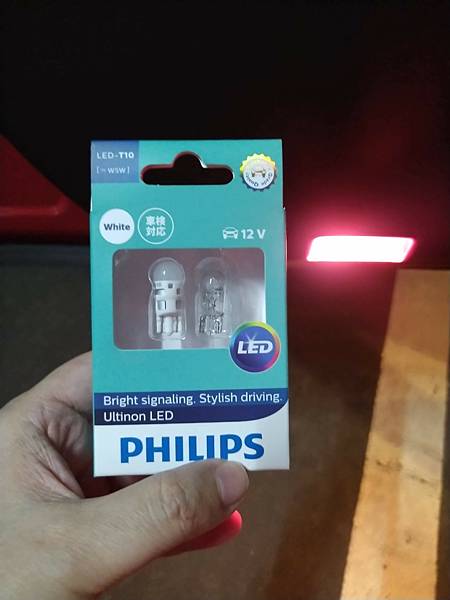 LED-T10
[≈W5W]
White
車検
対応
12 V
LED
Bright signaling. Stylish driving.
Ultinon LED
PHILIPS